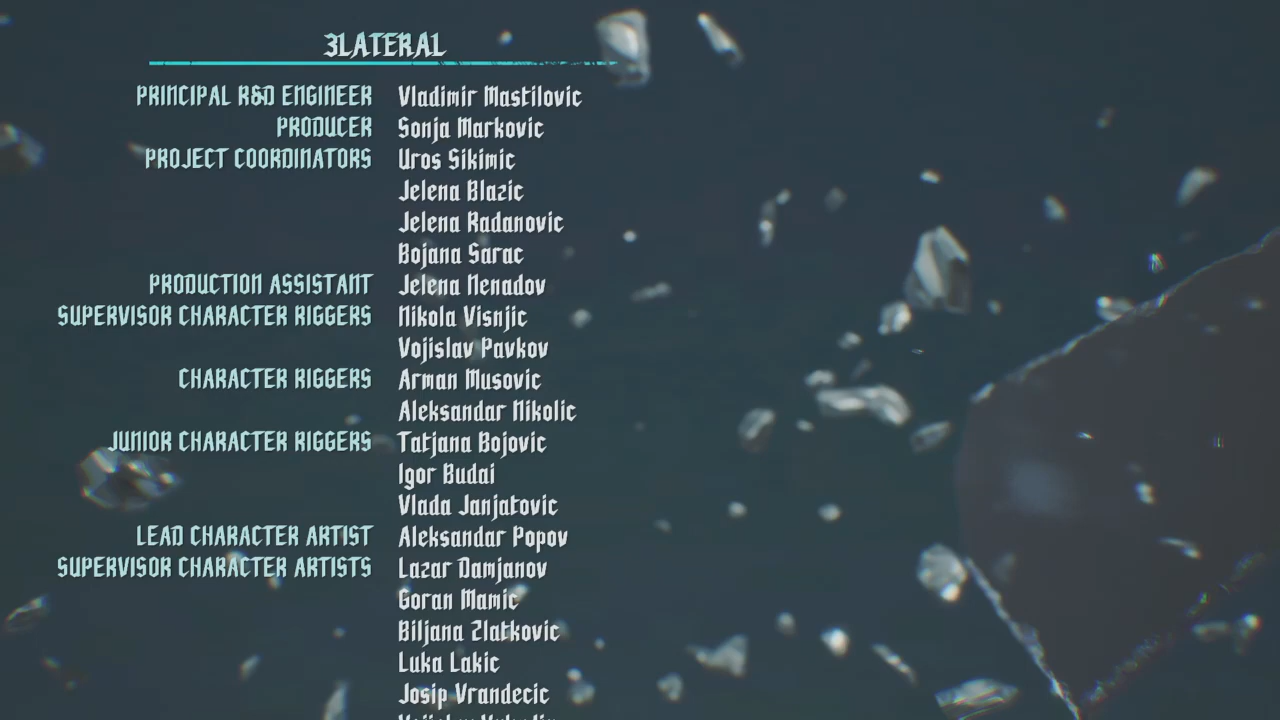 3LATERAL
PRINCIPAL R&D ENGINEER Vladimir Mastilovic
PRODUCER Sonja Markovic
PROJECT COORDINATORS Uros Sikimic
Jelena Blazic
Jelena Radanovic
Bojana Sarac
PRODUCTION ASSISTANT Jelena Nenadov
SUPERVISOR CHARACTER RIGGERS Nikola Visnjic
Vojislav Pavkov
CHARACTER RIGGERS Arman Musovic
Aleksandar Nikolic
JUNIOR CHARACTER RIGGERS Tatjana Bojovic
Igor Budai
Vlada Janjatovic
LEAD CHARACTER ARTIST Aleksandar Popov
SUPERVISOR CHARACTER ARTISTS Lazar Damjanov
Goran Mamic
Biljana Zlatkovic
Luka Lakic
Josip Vrandecic